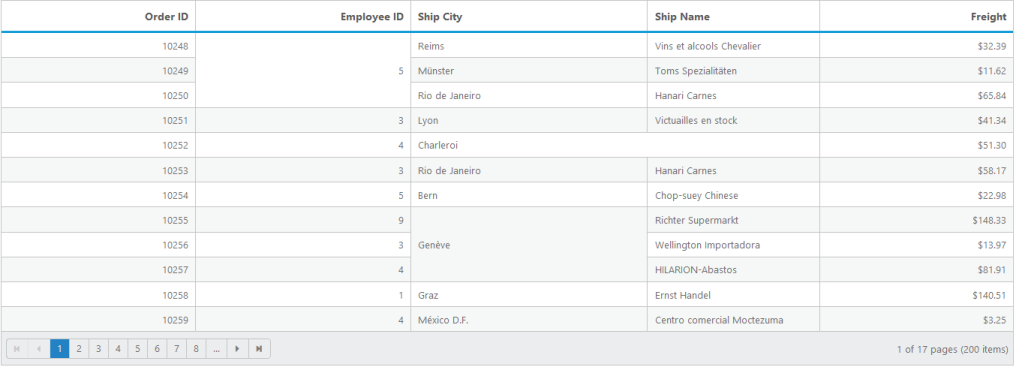 Order ID Employee ID Ship City Ship Name Freight
10248 Reims Vins et alcools Chevalier $32.39
10249 5 Münster Toms Spezialitäten $11.62
10250 Rio de Janeiro Hanari Carnes $65.84
10251 3 Lyon Victuailles en stock $41.34
10252 4 Charleroi $51.30
10253 3 Rio de Janeiro Hanari Carnes $58.17
10254 5 Bern Chop-suey Chinese $22.98
10255 9 Richter Supermarkt $148.33
10256 3 Genève Wellington Importadora $13.97
10257 4 HILARION-Abastos $81.91
10258 1 Graz Ernst Handel $140.51
10259 4 México D.F. Centro comercial Moctezuma $3.25
1 2 3 4 5 6 7 8 ... 1 of 17 pages (200 items)